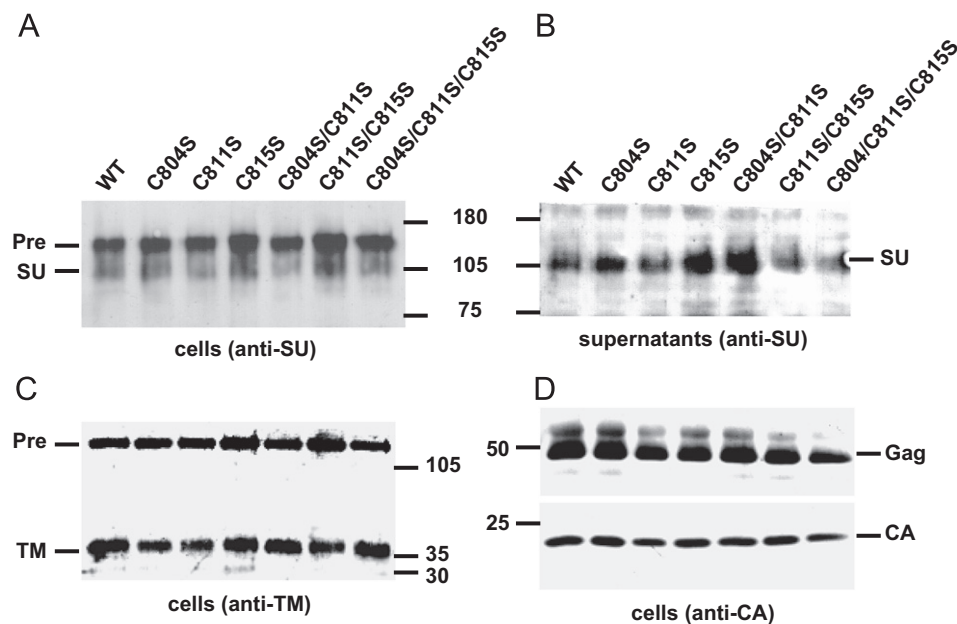 A
WT
C804S
C811S
C815S
C804S/C811S
C811S/C815S
C804S/C811S/C815S
Pre
SU
180
105
75
cells (anti-SU)
B
WT
C804S
C811S
C815S
C804S/C811S
C811S/C815S
C804/C811S/C815S
SU
supernatants (anti-SU)
C
Pre
TM
105
35
30
cells (anti-TM)
D
50
25
Gag
CA
cells (anti-CA)